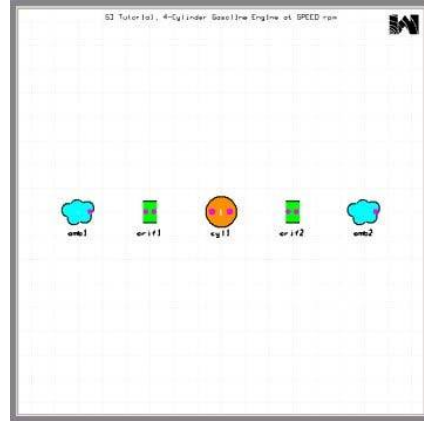 SI Tutorial, 4-Cylinder Gasoline Engine at SPEED rpm
amb1 orif1 cyl1 orif2 amb2